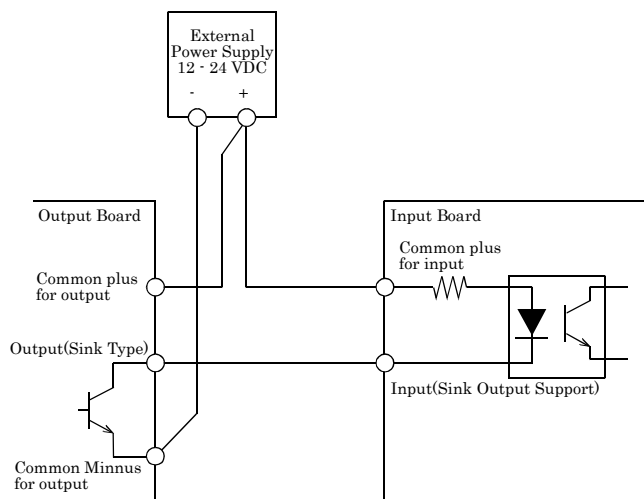 External
Power Supply
12 - 24 VDC
- +
Output Board
Input Board
Common plus
for input
Common plus
for output
Output(Sink Type)
Input(Sink Output Support)
Common Minnus
for output